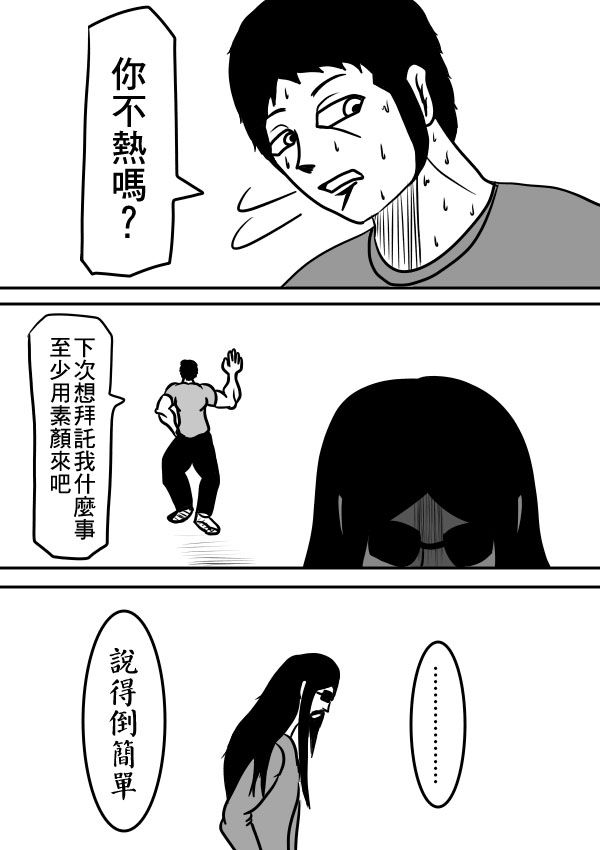 你不熱嗎？
下次想拜託我什麼事
至少用素顏來吧
…………
說得倒簡單